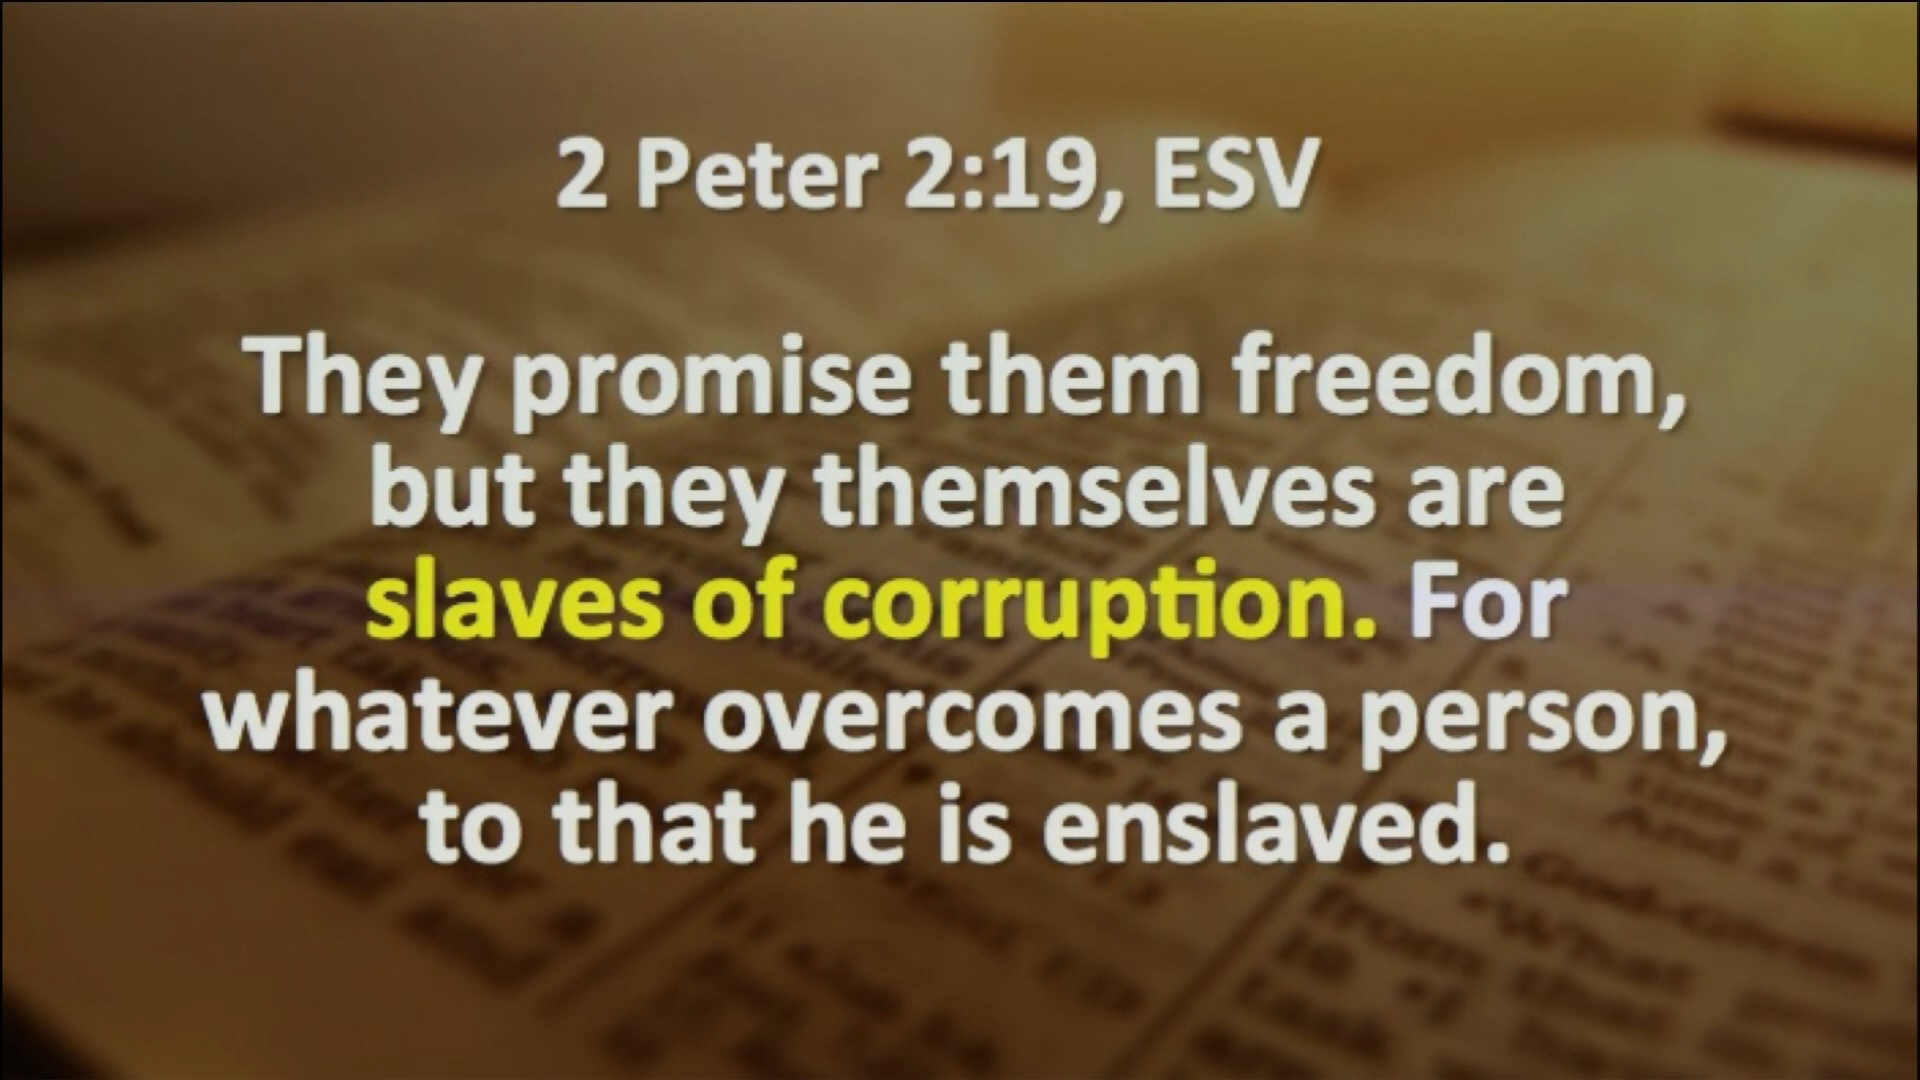 2 Peter 2:19, ESV
They promise them freedom,
but they themselves are
slaves of corruption. For
whatever overcomes a person,
to that he is enslaved.